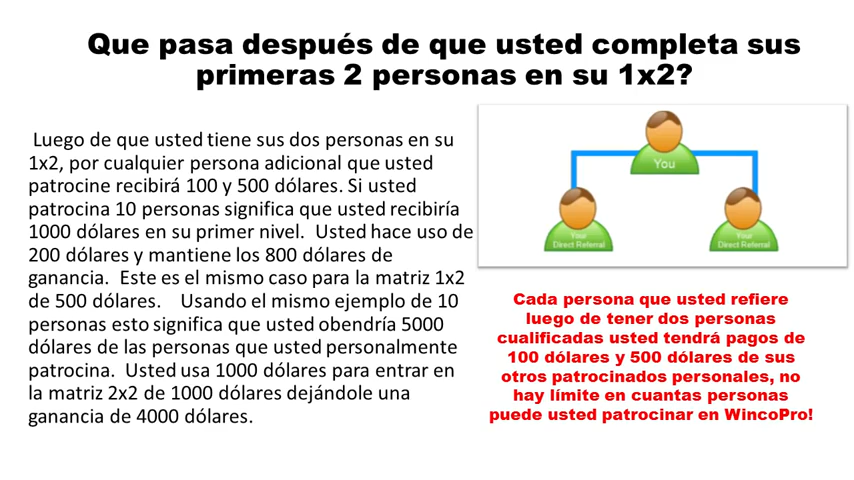 Que pasa después de que usted completa sus
primeras 2 personas en su 1x2?
Luego de que usted tiene sus dos personas en su
1x2, por cualquier persona adicional que usted
patrocine recibirá 100 y 500 dólares. Si usted
patrocina 10 personas significa que usted recibiría
1000 dólares en su primer nivel. Usted hace uso de
200 dólares y mantiene los 800 dólares de
ganancia. Este es el mismo caso para la matriz 1x2
de 500 dólares. Usando el mismo ejemplo de 10
personas esto significa que usted obendría 5000
dólares de las personas que usted personalmente
patrocina. Usted usa 1000 dólares para entrar en
la matriz 2x2 de 1000 dólares dejándole una
ganancia de 4000 dólares.
You
Your
Direct Referral
Your
Direct Referral
Cada persona que usted refiere
luego de tener dos personas
cualificadas usted tendrá pagos de
100 dólares y 500 dólares de sus
otros patrocinados personales, no
hay límite en cuantas personas
puede usted patrocinar en WincoPro!